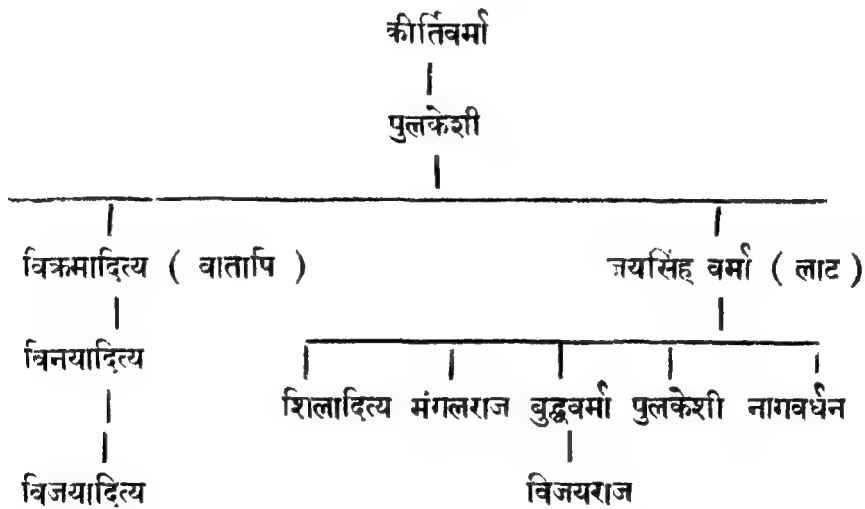 कीर्तिवर्मा
पुलकेशी
विक्रमादित्य ( वातापि ) जयसिंह वर्मा ( लाट )
विनयादित्य
शिलादित्य मंगलराज बुद्धवर्मा पुलकेशी नागवर्धन
विजयादित्य विजयराज